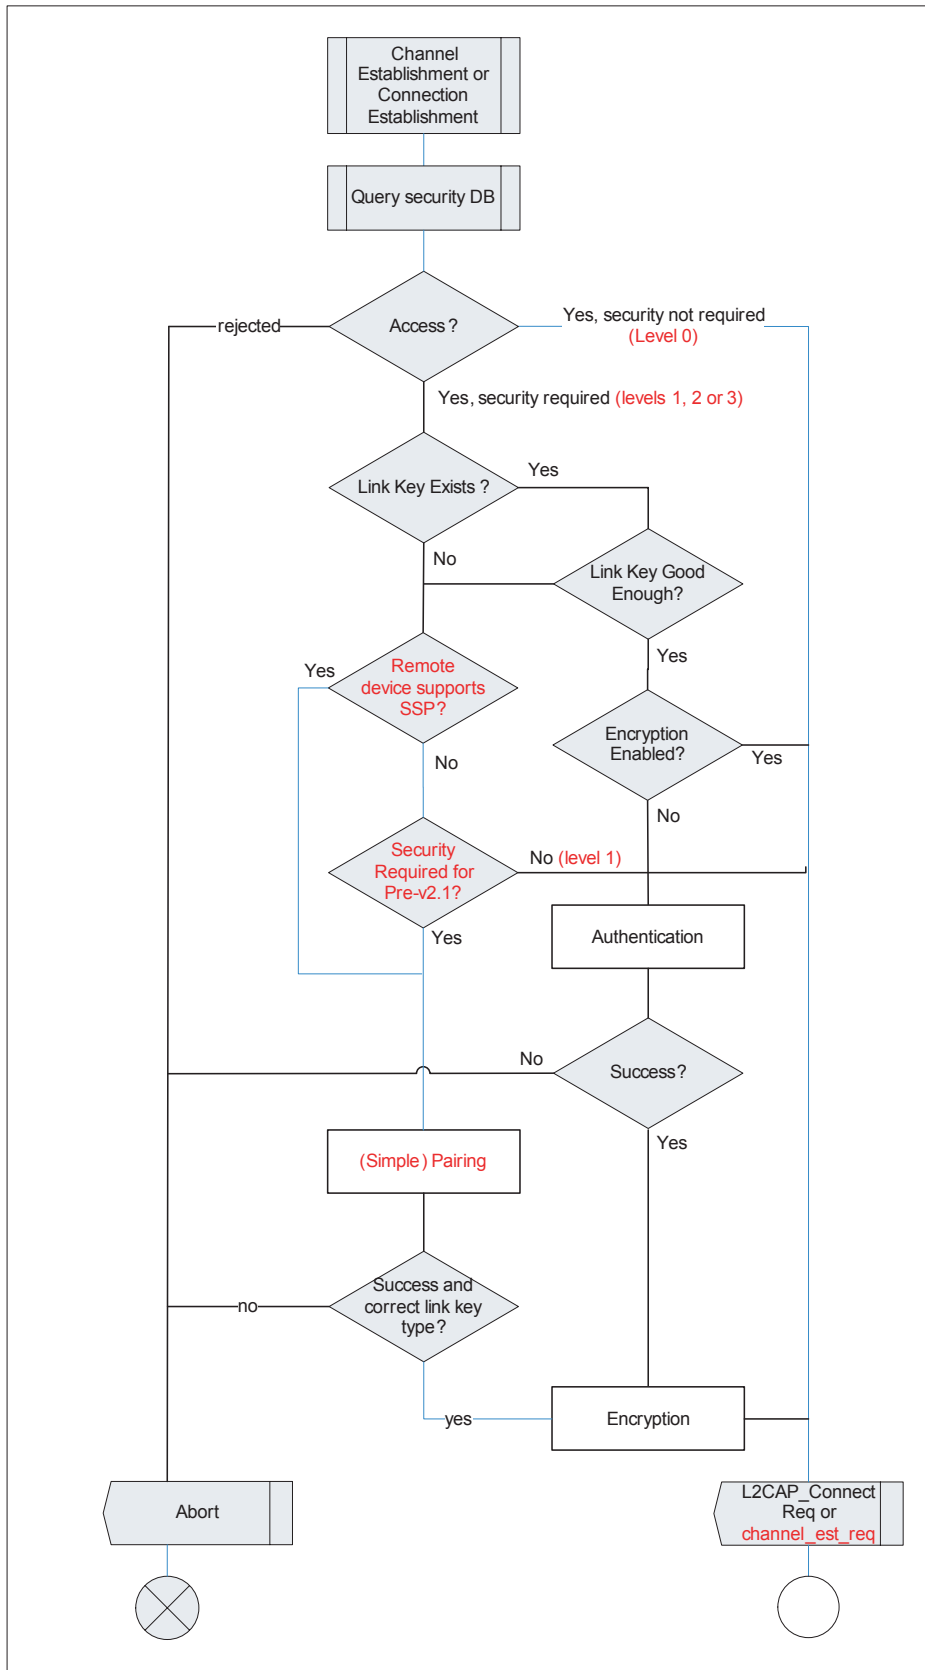 Channel
Establishment or
Connection
Establishment
Query security DB
Access?
rejected
Yes, security not required
(Level 0)
Yes, security required (levels 1, 2 or 3)
Link Key Exists ?
Yes
No
Link Key Good
Enough?
Yes
Yes
Remote
device supports
SSP?
No
Encryption
Enabled?
Yes
No
Security
Required for
Pre-v2.1?
No (level 1)
Yes
Authentication
No
Success?
Yes
(Simple) Pairing
Success and
correct link key
type?
no
yes
Encryption
Abort
L2CAP_Connect
Req or
channel_est_req